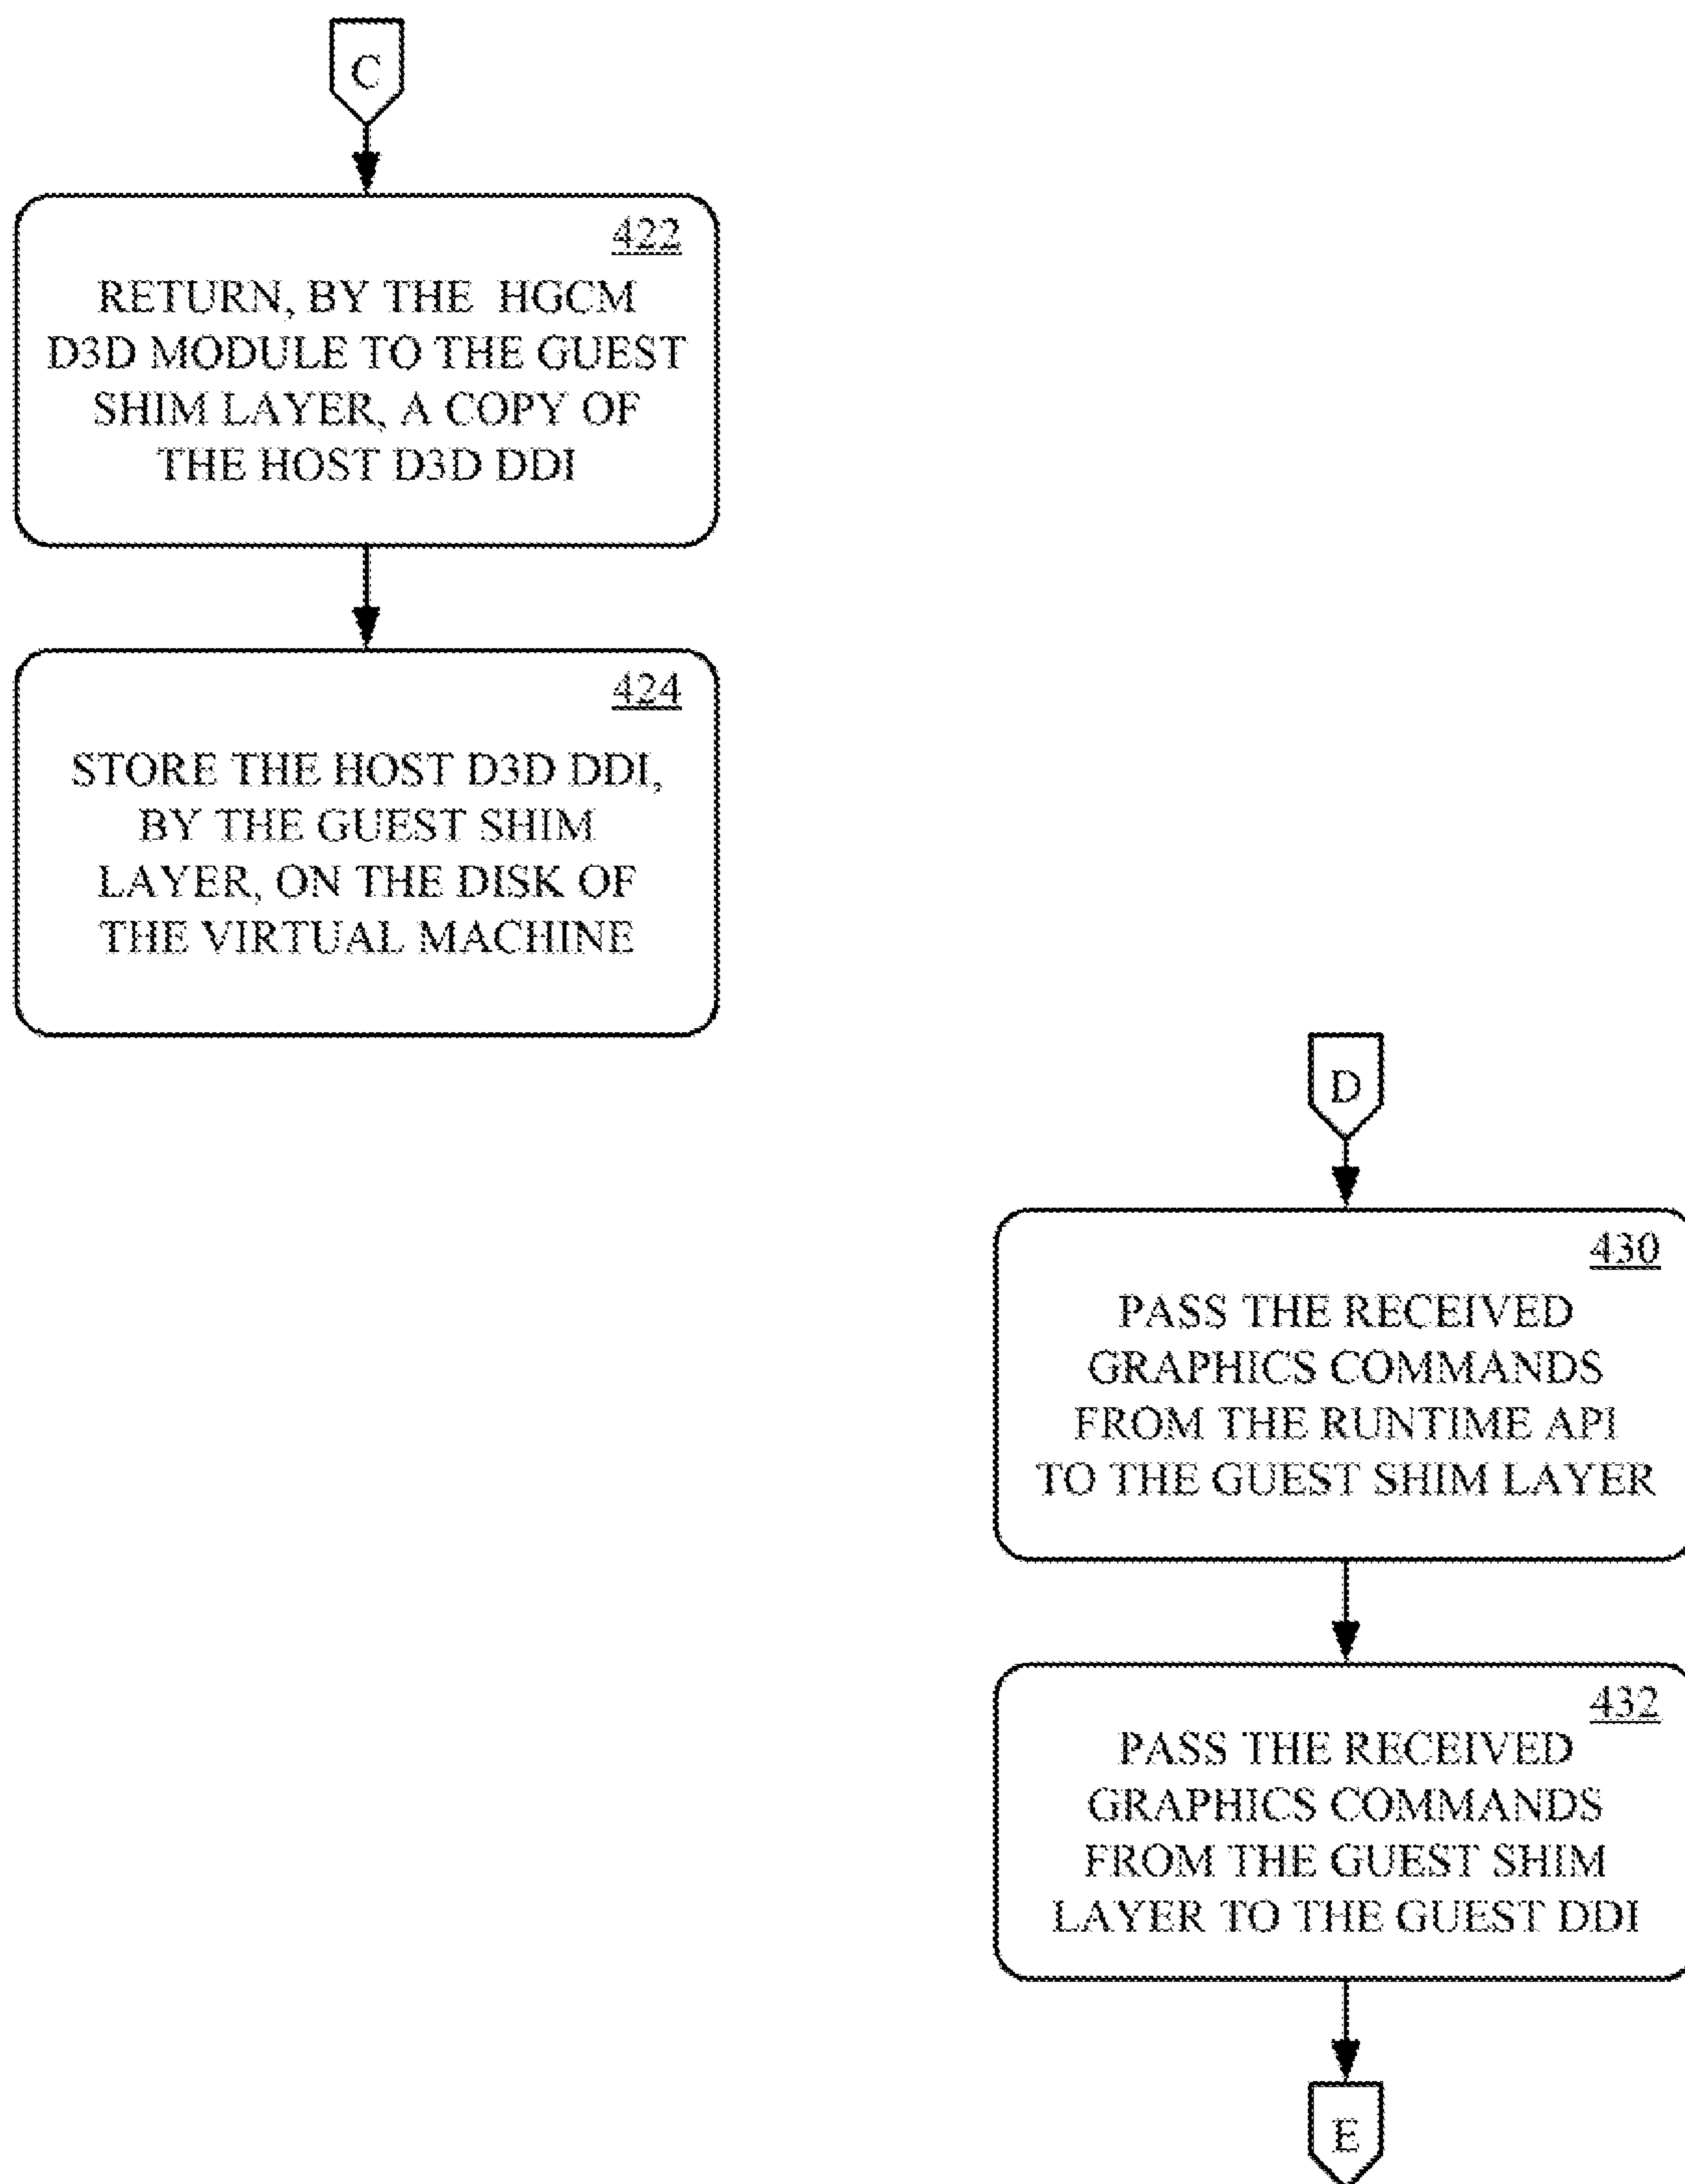 C
422
RETURN, BY THE HGCM
D3D MODULE TO THE GUEST
SHIM LAYER, A COPY OF
THE HOST D3D DDI
424
STORE THE HOST D3D DDI,
BY THE GUEST SHIM
LAYER, ON THE DISK OF
THE VIRTUAL MACHINE
D
430
PASS THE RECEIVED
GRAPHICS COMMANDS
FROM THE RUNTIME API
TO THE GUEST SHIM LAYER
432
PASS THE RECEIVED
GRAPHICS COMMANDS
FROM THE GUEST SHIM
LAYER TO THE GUEST DDI
E